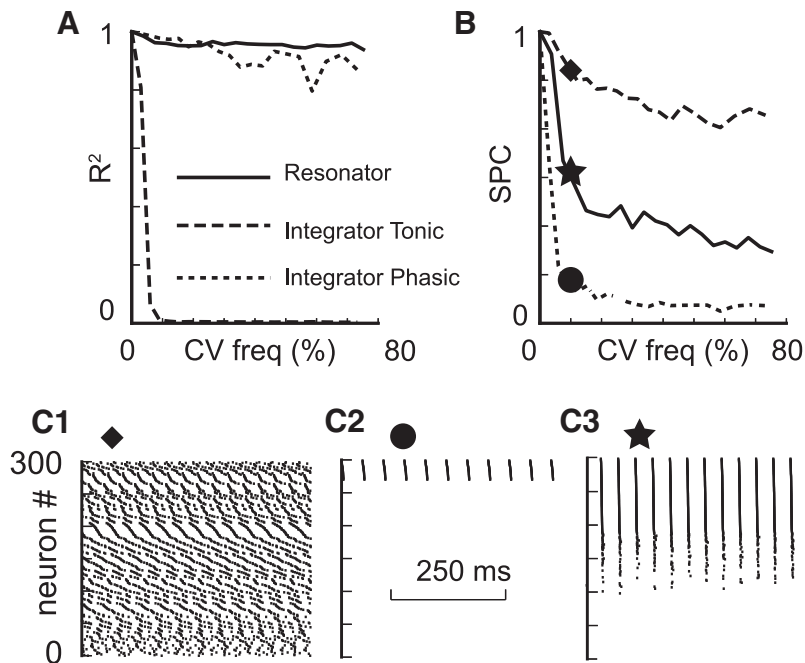 A
B
1
1
R²
SPC
Resonator
Integrator Tonic
Integrator Phasic
0
0
0 CV freq (%) 80
0 CV freq (%) 80
C1
C2
C3
300
neuron #
0
250 ms